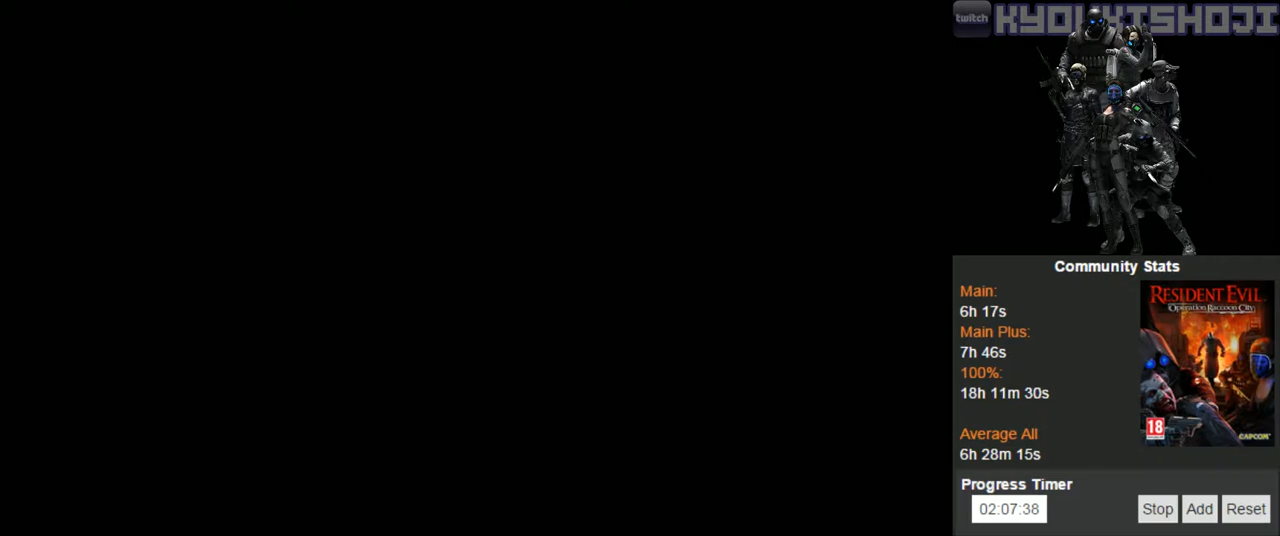 twitch KYOUKISHOJI
Community Stats
Main:
6h 17s
Main Plus:
7h 46s
100%:
18h 11m 30s
Average All
6h 28m 15s
RESIDENT EVIL
Operation Raccoon City
18
CAPCOM
Progress Timer
02:07:38
Stop Add Reset